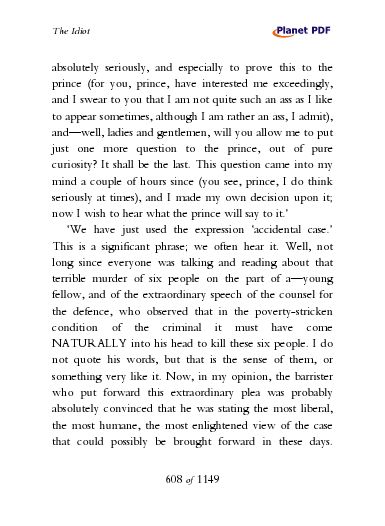 The Idiot
Planet PDF
absolutely seriously, and especially to prove this to the
prince (for you, prince, have interested me exceedingly,
and I swear to you that I am not quite such an ass as I like
to appear sometimes, although I am rather an ass, I admit),
and—well, ladies and gentlemen, will you allow me to put
just one more question to the prince, out of pure
curiosity? It shall be the last. This question came into my
mind a couple of hours since (you see, prince, I do think
seriously at times), and I made my own decision upon it;
now I wish to hear what the prince will say to it.’
‘We have just used the expression ‘accidental case.’
This is a significant phrase; we often hear it. Well, not
long since everyone was talking and reading about that
terrible murder of six people on the part of a—young
fellow, and of the extraordinary speech of the counsel for
the defence, who observed that in the poverty-stricken
condition of the criminal it must have come
NATURALLY into his head to kill these six people. I do
not quote his words, but that is the sense of them, or
something very like it. Now, in my opinion, the barrister
who put forward this extraordinary plea was probably
absolutely convinced that he was stating the most liberal,
the most humane, the most enlightened view of the case
that could possibly be brought forward in these days.
608 of 1149